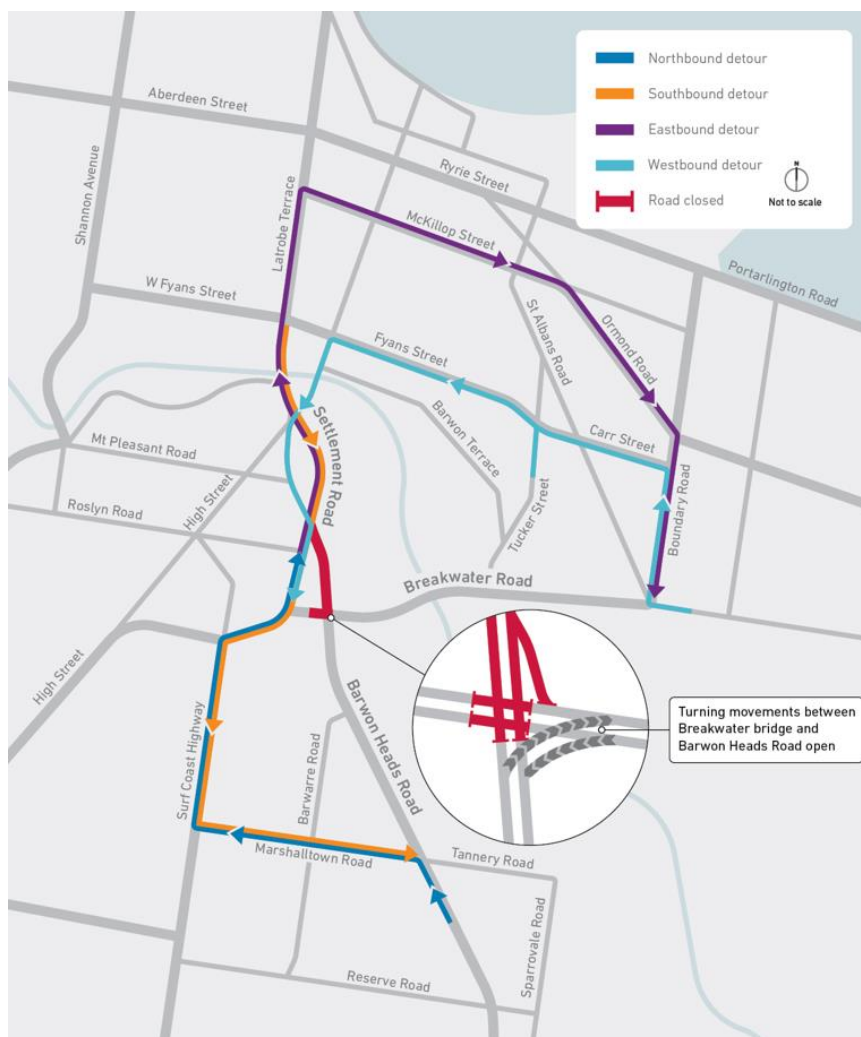 Northbound detour
Southbound detour
Eastbound detour
Westbound detour
Road closed
N
Not to scale
Aberdeen Street
Shannon Avenue
Latrobe Terrace
Ryrie Street
McKillop Street
Portarlington Road
W Fyans Street
Fyans Street
St Albans Road
Ormond Road
Settlement Road
Barwon Terrace
Carr Street
Mt Pleasant Road
High Street
Roslyn Road
Tucker Street
Boundary Road
Breakwater Road
High Street
Surf Coast Highway
Barwon Heads Road
Barwarre Road
Turning movements between
Breakwater bridge and
Barwon Heads Road open
Marshalltown Road
Tannery Road
Sparrovale Road
Reserve Road